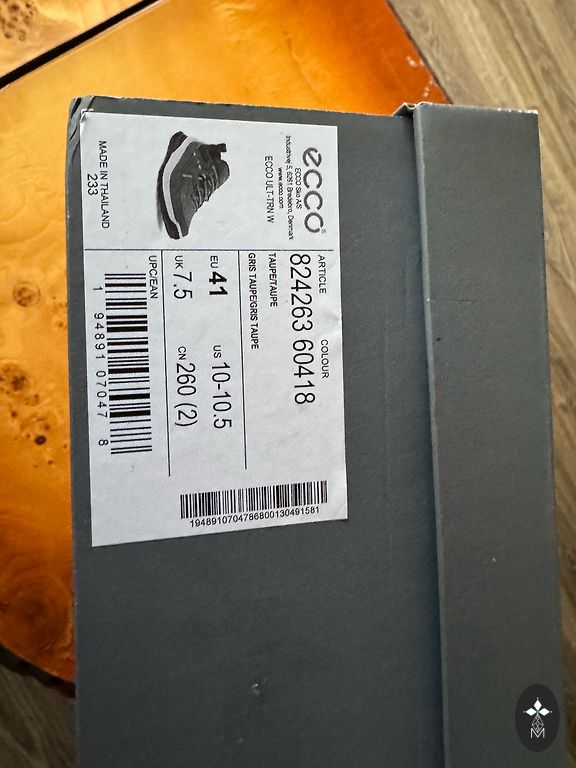 ecco
ECCO Sko A/S
Industrivej 5, 6261 Bredebro, Denmark
www.ecco.com
ECCO ULT-TRN W
MADE IN THAILAND
233
ARTICLE COLOUR
824263 60418
TAUPE/TAUPE
GRIS TAUPE/GRIS TAUPE
EU 41 US 10-10.5
UK 7.5 CN 260 (2)
UPC/EAN
1 94891 07047 8
19489107047868001304915​81
M